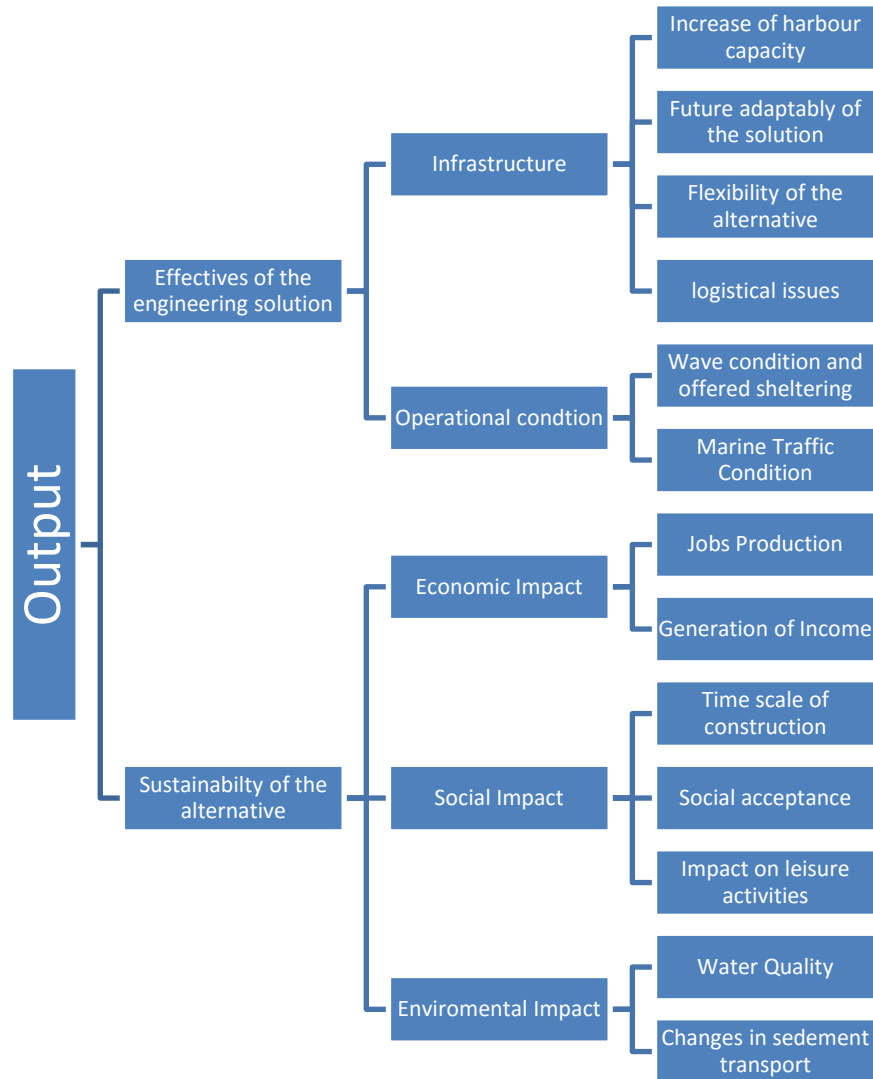 Increase of harbour
capacity
Future adaptably of
the solution
Infrastructure
Flexibility of the
alternative
Effectives of the
engineering solution
logistical issues
Wave condition and
offered sheltering
Operational condtion
Marine Traffic
Condition
Output
Jobs Production
Economic Impact
Generation of Income
Time scale of
construction
Sustainabilty of the
alternative
Social Impact
Social acceptance
Impact on leisure
activities
Water Quality
Enviromental Impact
Changes in sedement
transport